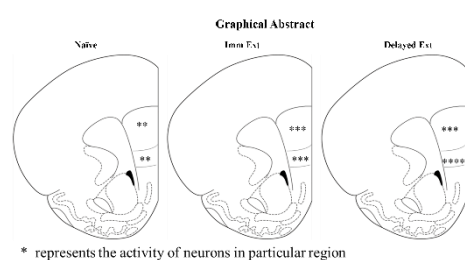 Graphical Abstract
Naïve Imm Ext Delayed Ext
** *** ***
** *** ****
* represents the activity of neurons in particular region